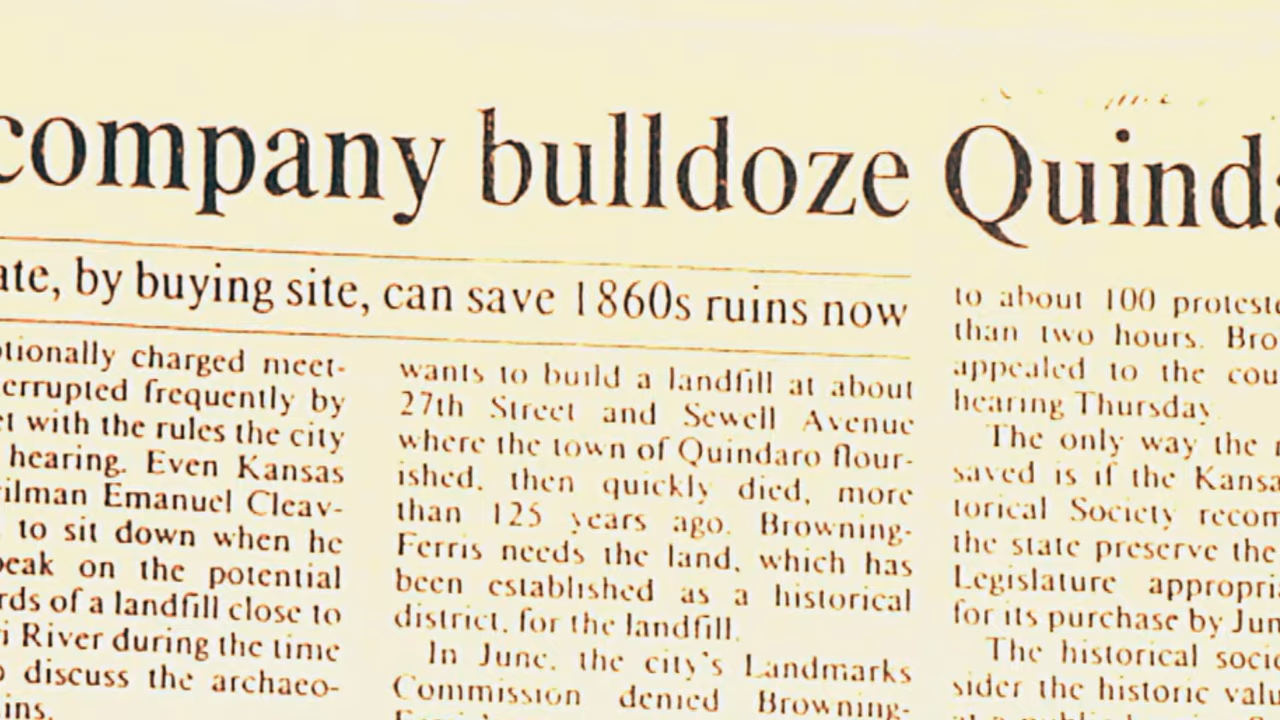 company bulldoze Quinda
ate, by buying site, can save 1860s ruins now
tionally charged meet-
errupted frequently by
et with the rules the city
hearing. Even Kansas
ilman Emanuel Cleav-
to sit down when he
eak on the potential
rds of a landfill close to
i River during the time
discuss the archaeo-
ins.
wants to build a landfill at about
27th Street and Sewell Avenue
where the town of Quindaro flour-
ished, then quickly died, more
than 125 years ago. Browning-
Ferris needs the land, which has
been established as a historical
district, for the landfill.
In June, the city's Landmarks
Commission denied Browning-
to about 100 proteste
than two hours. Bro
appealed to the cou
hearing Thursday.
The only way the
saved is if the Kansa
torical Society recom
the state preserve the
Legislature appropri
for its purchase by Jun
The historical socie
sider the historic valu